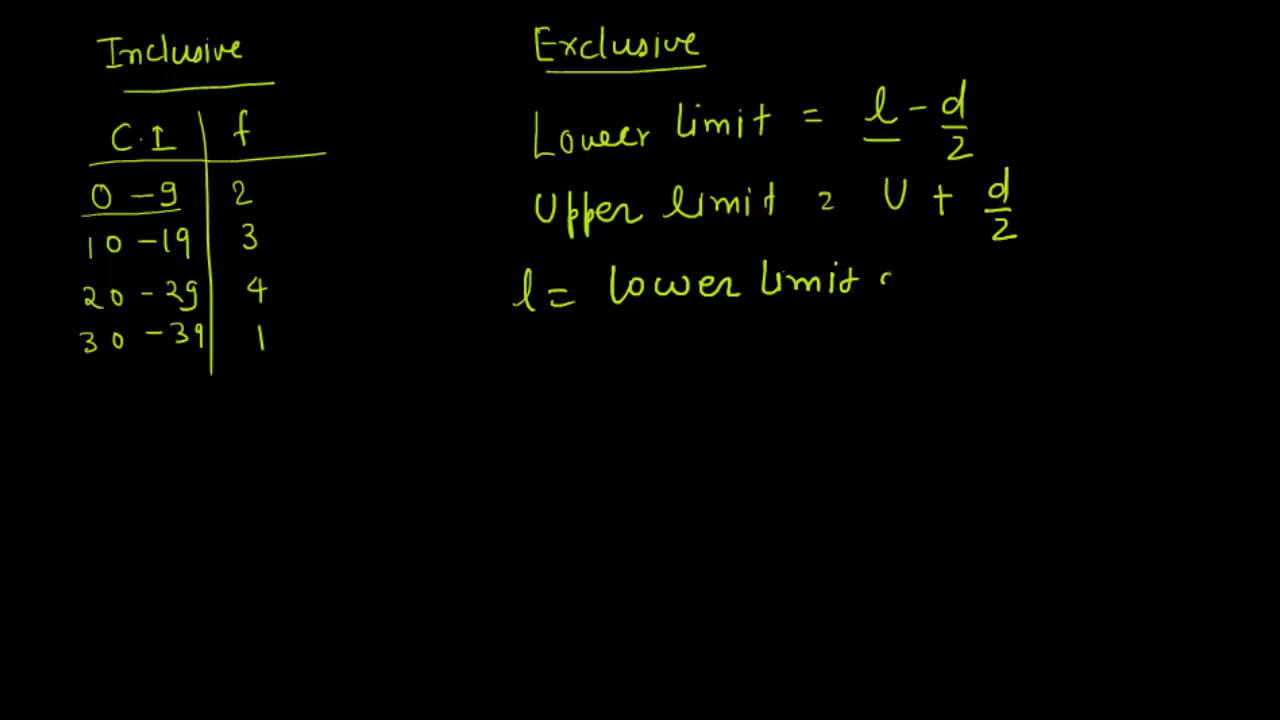 Inclusive
C.I f
0 - 9 2
10 - 19 3
20 - 29 4
30 - 39 1
Exclusive
Lower limit = l - d/2
Upper limit = U + d/2
l = lower limit